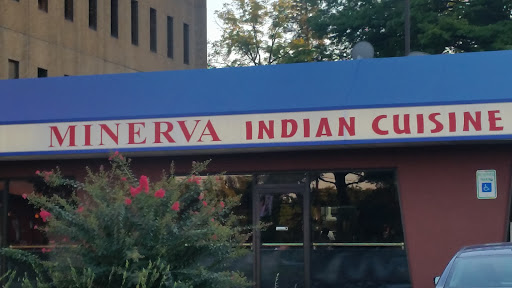 MINERVA INDIAN CUISINE